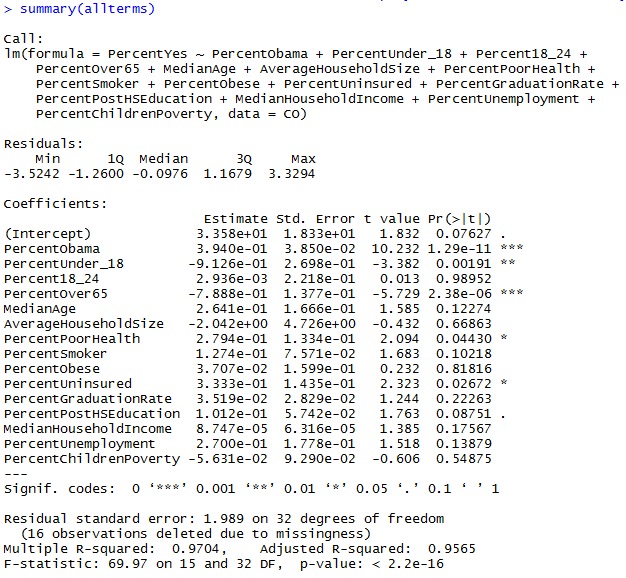 > summary(allterms)
Call:
lm(formula = PercentYes ~ PercentObama + PercentUnder_18 + Percent18_24 +
PercentOver65 + MedianAge + AverageHouseholdSize + PercentPoorHealth +
PercentSmoker + PercentObese + PercentUninsured + PercentGraduationRate +
PercentPostHSEducation + MedianHouseholdIncome + PercentUnemployment +
PercentChildrenPoverty, data = CO)
Residuals:
Min 1Q Median 3Q Max
-3.5242 -1.2600 -0.0976 1.1679 3.3294
Coefficients:
Estimate Std. Error t value Pr(>|t|)
(Intercept) 3.358e+01 1.833e+01 1.832 0.07627 .
PercentObama 3.940e-01 3.850e-02 10.232 1.29e-11 ***
PercentUnder_18 -9.126e-01 2.698e-01 -3.382 0.00191 **
Percent18_24 2.936e-03 2.218e-01 0.013 0.98952
PercentOver65 -7.888e-01 1.377e-01 -5.729 2.38e-06 ***
MedianAge 2.641e-01 1.666e-01 1.585 0.12274
AverageHouseholdSize -2.042e+00 4.726e+00 -0.432 0.66863
PercentPoorHealth 2.794e-01 1.334e-01 2.094 0.04430 *
PercentSmoker 1.274e-01 7.571e-02 1.683 0.10218
PercentObese 3.707e-02 1.599e-01 0.232 0.81816
PercentUninsured 3.333e-01 1.435e-01 2.323 0.02672 *
PercentGraduationRate 3.519e-02 2.829e-02 1.244 0.22263
PercentPostHSEducation 1.012e-01 5.742e-02 1.763 0.08751 .
MedianHouseholdIncome 8.747e-05 6.316e-05 1.385 0.17567
PercentUnemployment 2.700e-01 1.778e-01 1.518 0.13879
PercentChildrenPoverty -5.631e-02 9.290e-02 -0.606 0.54875
---
Signif. codes: 0 ‘***’ 0.001 ‘**’ 0.01 ‘*’ 0.05 ‘.’ 0.1 ‘ ’ 1
Residual standard error: 1.989 on 32 degrees of freedom
(16 observations deleted due to missingness)
Multiple R-squared: 0.9704, Adjusted R-squared: 0.9565
F-statistic: 69.97 on 15 and 32 DF, p-value: < 2.2e-16